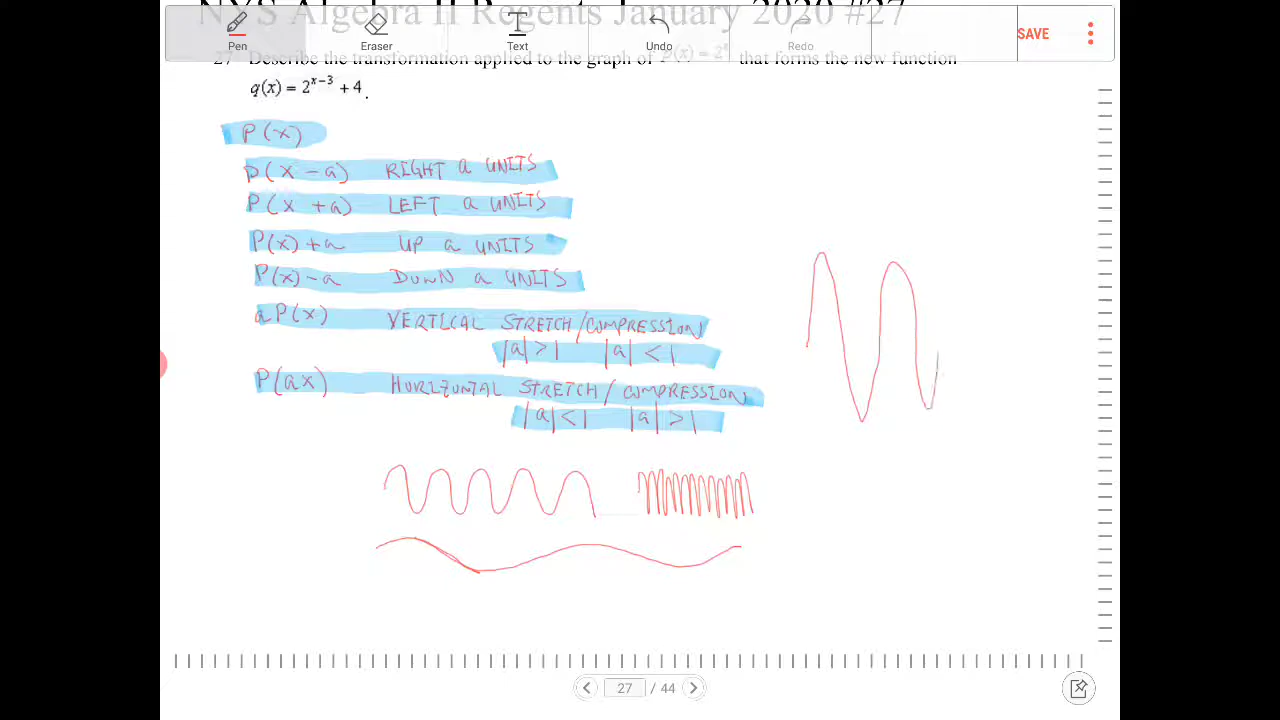 NYS Algebra II Regents January 2020 #27
Pen
Eraser
Text
Undo
Redo
SAVE
27 Describe the transformation applied to the graph of p(x) = 2ˣ that forms the new function
q(x) = 2ˣ⁻³ + 4.
P(x)
P(x - a) RIGHT a UNITS
P(x + a) LEFT a UNITS
P(x) + a UP a UNITS
P(x) - a DOWN a UNITS
a P(x) VERTICAL STRETCH/COMPRESSION
|a| > 1 |a| < 1
P(ax) HORIZONTAL STRETCH/COMPRESSION
|a| < 1 |a| > 1
27 / 44